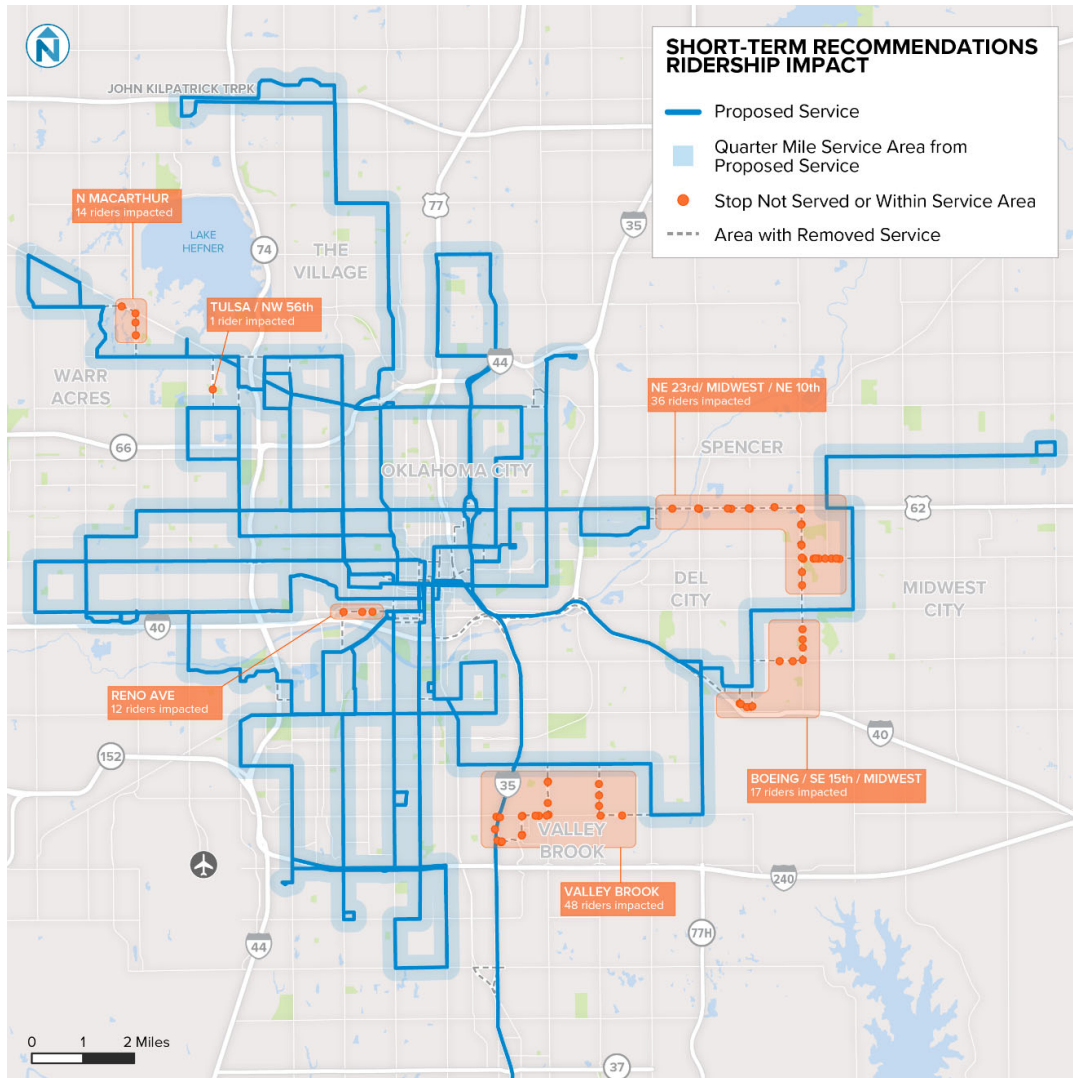 N
SHORT-TERM RECOMMENDATIONS
RIDERSHIP IMPACT
Proposed Service
Quarter Mile Service Area from
Proposed Service
Stop Not Served or Within Service Area
Area with Removed Service
JOHN KILPATRICK TRPK
N MACARTHUR
14 riders impacted
77
35
LAKE
HEFNER
74
THE
VILLAGE
TULSA / NW 56th
1 rider impacted
44
WARR
ACRES
NE 23rd/ MIDWEST / NE 10th
36 riders impacted
66
SPENCER
OKLAHOMA CITY
62
DEL
CITY
MIDWEST
CITY
40
RENO AVE
12 riders impacted
40
152
BOEING / SE 15th / MIDWEST
17 riders impacted
35
VALLEY
BROOK
240
VALLEY BROOK
48 riders impacted
77H
44
0 1 2 Miles
37